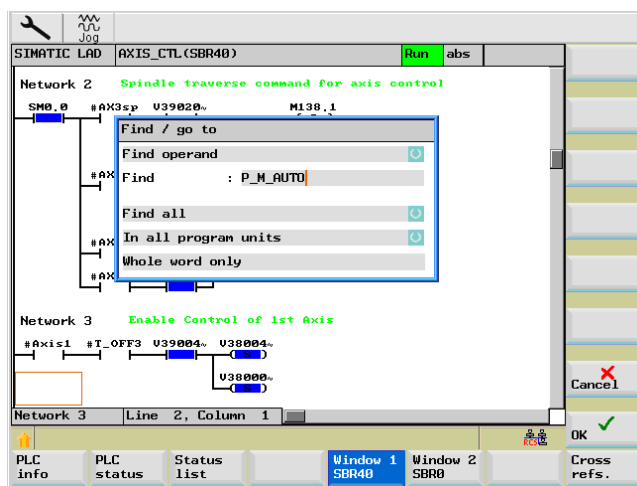 Jog
SIMATIC LAD AXIS_CTL(SBR40) Run abs
Network 2 Spindle traverse command for axis control
SM0.0 #AX3sp V39020~ M138.1
Find / go to
Find operand
#AX
Find : P_M_AUTO
Find all
#AX
In all program units
Whole word only
#AX
Network 3 Enable Control of 1st Axis
#Axis1 #T_OFF3 V39004~ V38004~
S
V38000~
S
Cancel
Network 3 Line 2, Column 1
RCS
OK
PLC info
PLC status
Status list
Window 1 SBR40
Window 2 SBR0
Cross refs.